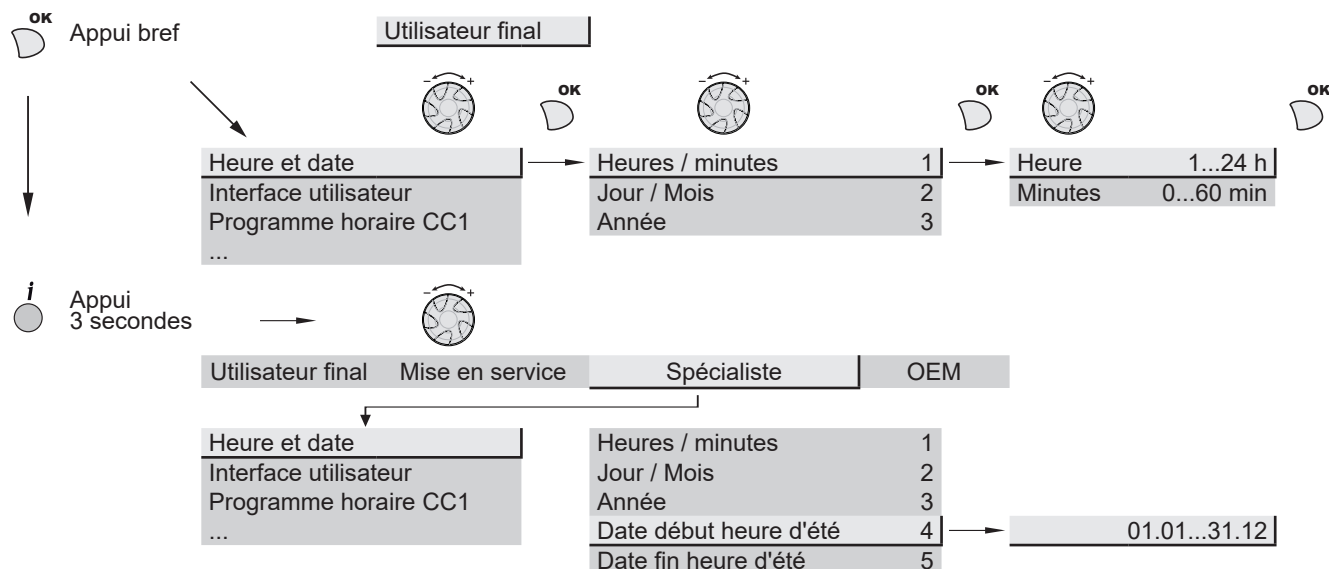 OK
Appui bref
Utilisateur final
- +
OK
- +
OK
- +
OK
Heure et date
Heures / minutes 1
Heure 1...24 h
Interface utilisateur
Jour / Mois 2
Minutes 0...60 min
Programme horaire CC1
Année 3
...
i
Appui
3 secondes
- +
Utilisateur final Mise en service Spécialiste OEM
Heure et date
Heures / minutes 1
Interface utilisateur
Jour / Mois 2
Programme horaire CC1
Année 3
...
Date début heure d'été 4
01.01...31.12
Date fin heure d'été 5